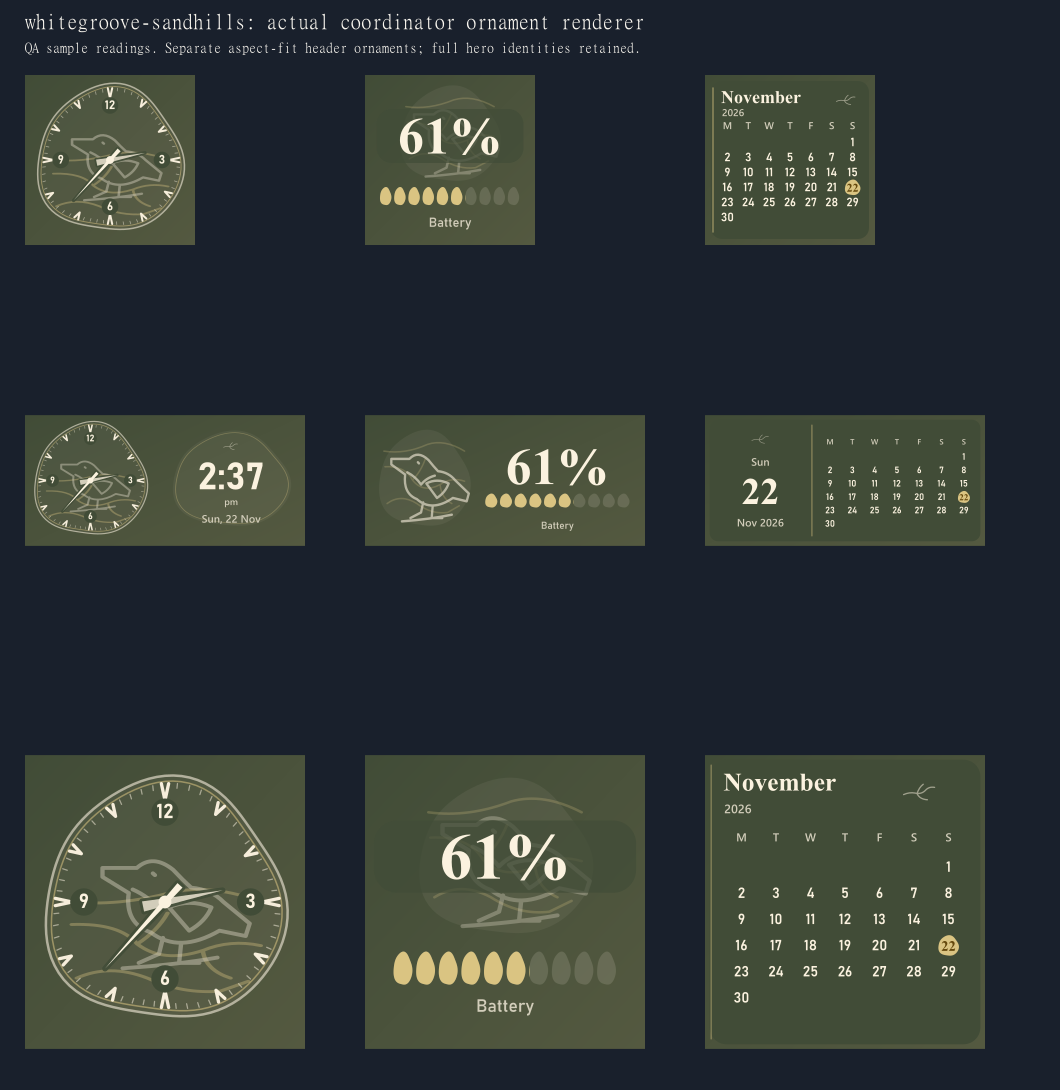 whitegroove-sandhills: actual coordinator ornament renderer
QA sample readings. Separate aspect-fit header ornaments; full hero identities retained.
12
9 3
6
61%
Battery
November
2026
M T W T F S S
1
2 3 4 5 6 7 8
9 10 11 12 13 14 15
16 17 18 19 20 21 22
23 24 25 26 27 28 29
30
12
9 3
6
2:37
pm
Sun, 22 Nov
61%
Battery
Sun
22
Nov 2026
M T W T F S S
1
2 3 4 5 6 7 8
9 10 11 12 13 14 15
16 17 18 19 20 21 22
23 24 25 26 27 28 29
30
12
9 3
6
61%
Battery
November
2026
M T W T F S S
1
2 3 4 5 6 7 8
9 10 11 12 13 14 15
16 17 18 19 20 21 22
23 24 25 26 27 28 29
30